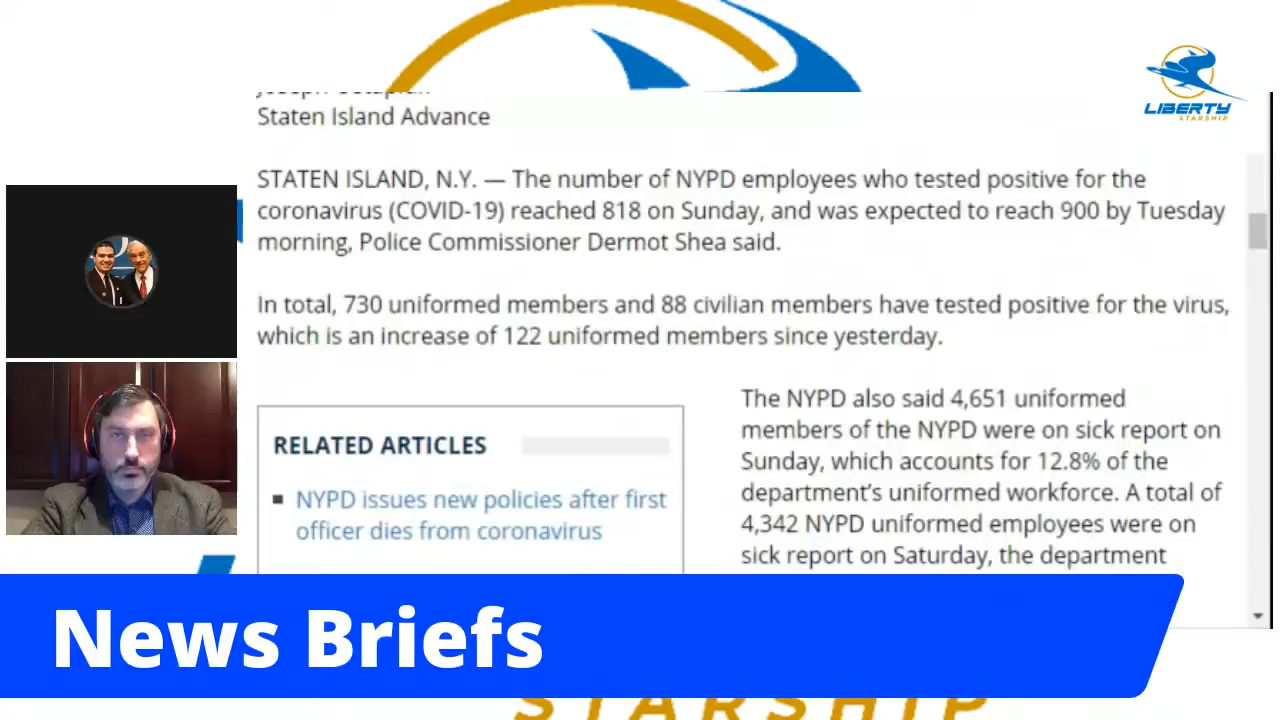 LIBERTY
STARSHIP
Staten Island Advance
STATEN ISLAND, N.Y. — The number of NYPD employees who tested positive for the
coronavirus (COVID-19) reached 818 on Sunday, and was expected to reach 900 by Tuesday
morning, Police Commissioner Dermot Shea said.
In total, 730 uniformed members and 88 civilian members have tested positive for the virus,
which is an increase of 122 uniformed members since yesterday.
RELATED ARTICLES
▪ NYPD issues new policies after first
officer dies from coronavirus
The NYPD also said 4,651 uniformed
members of the NYPD were on sick report on
Sunday, which accounts for 12.8% of the
department’s uniformed workforce. A total of
4,342 NYPD uniformed employees were on
sick report on Saturday, the department
News Briefs
STARSHIP